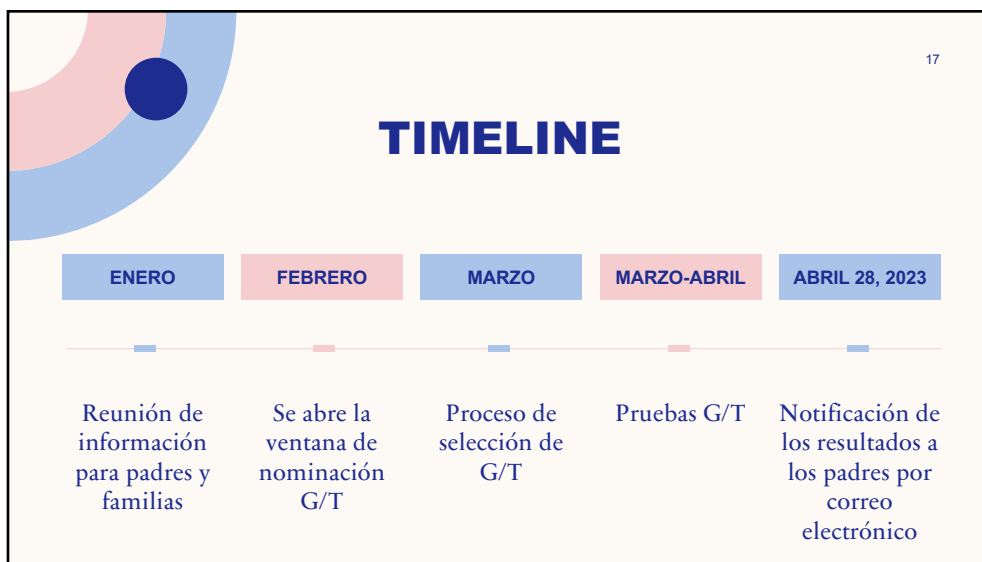 17
TIMELINE
ENERO
FEBRERO
MARZO
MARZO-ABRIL
ABRIL 28, 2023
Reunión de
información
para padres y
familias
Se abre la
ventana de
nominación
G/T
Proceso de
selección de
G/T
Pruebas G/T
Notificación de
los resultados a
los padres por
correo
electrónico